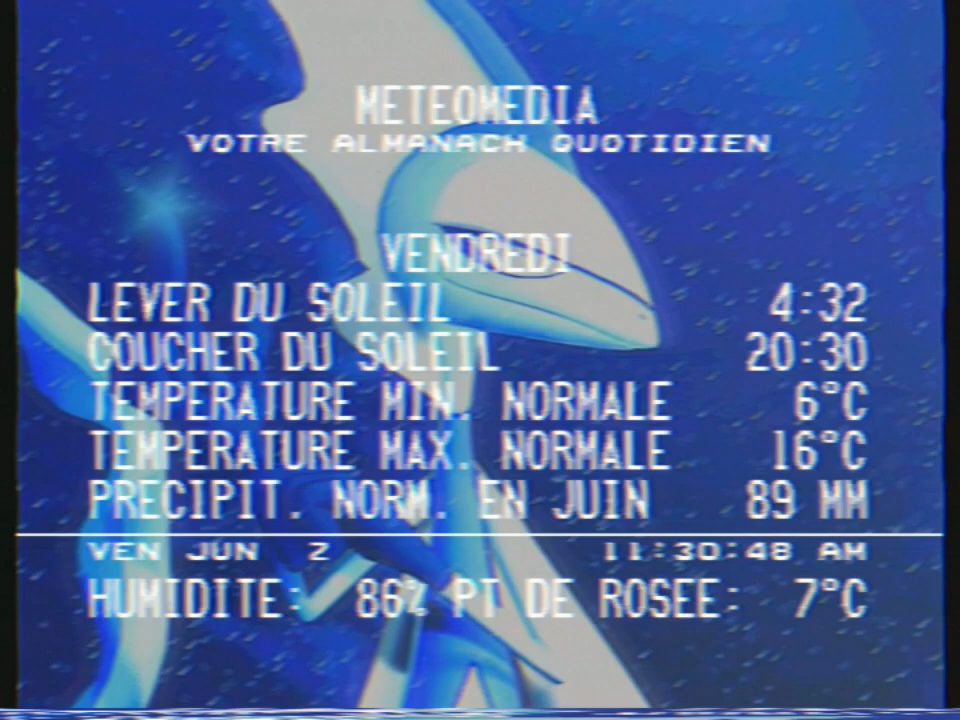 METEOMEDIA
VOTRE ALMANACH QUOTIDIEN
VENDREDI
LEVER DU SOLEIL 4:32
COUCHER DU SOLEIL 20:30
TEMPERATURE MIN. NORMALE 6°C
TEMPERATURE MAX. NORMALE 16°C
PRECIPIT. NORM. EN JUIN 89 MM
VEN JUN 2 11:30:48 AM
HUMIDITE: 86% PT DE ROSEE: 7°C